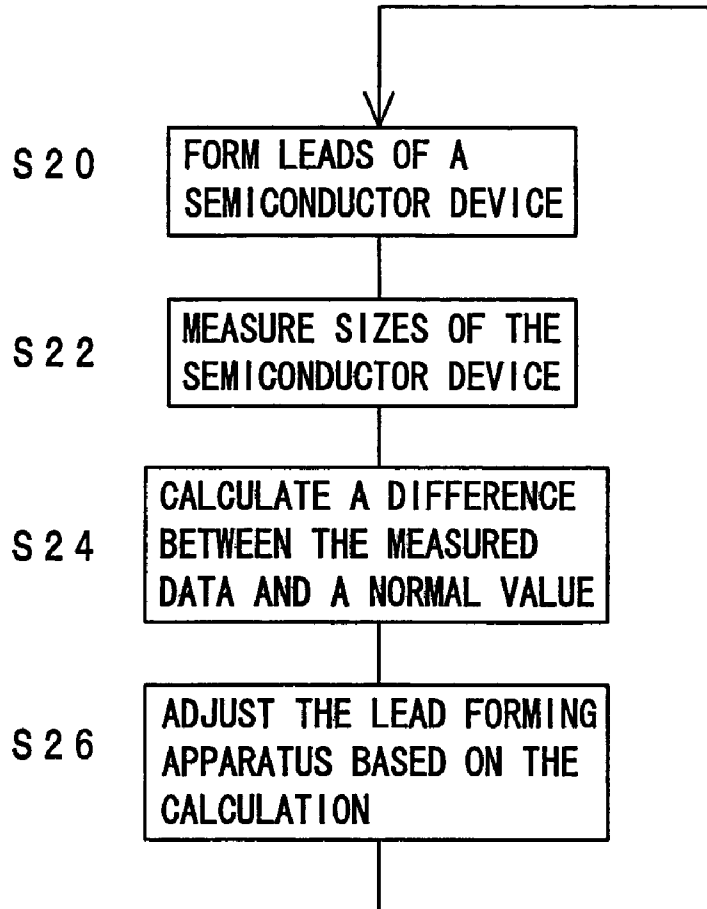 S20
FORM LEADS OF A
SEMICONDUCTOR DEVICE
S22
MEASURE SIZES OF THE
SEMICONDUCTOR DEVICE
S24
CALCULATE A DIFFERENCE
BETWEEN THE MEASURED
DATA AND A NORMAL VALUE
S26
ADJUST THE LEAD FORMING
APPARATUS BASED ON THE
CALCULATION